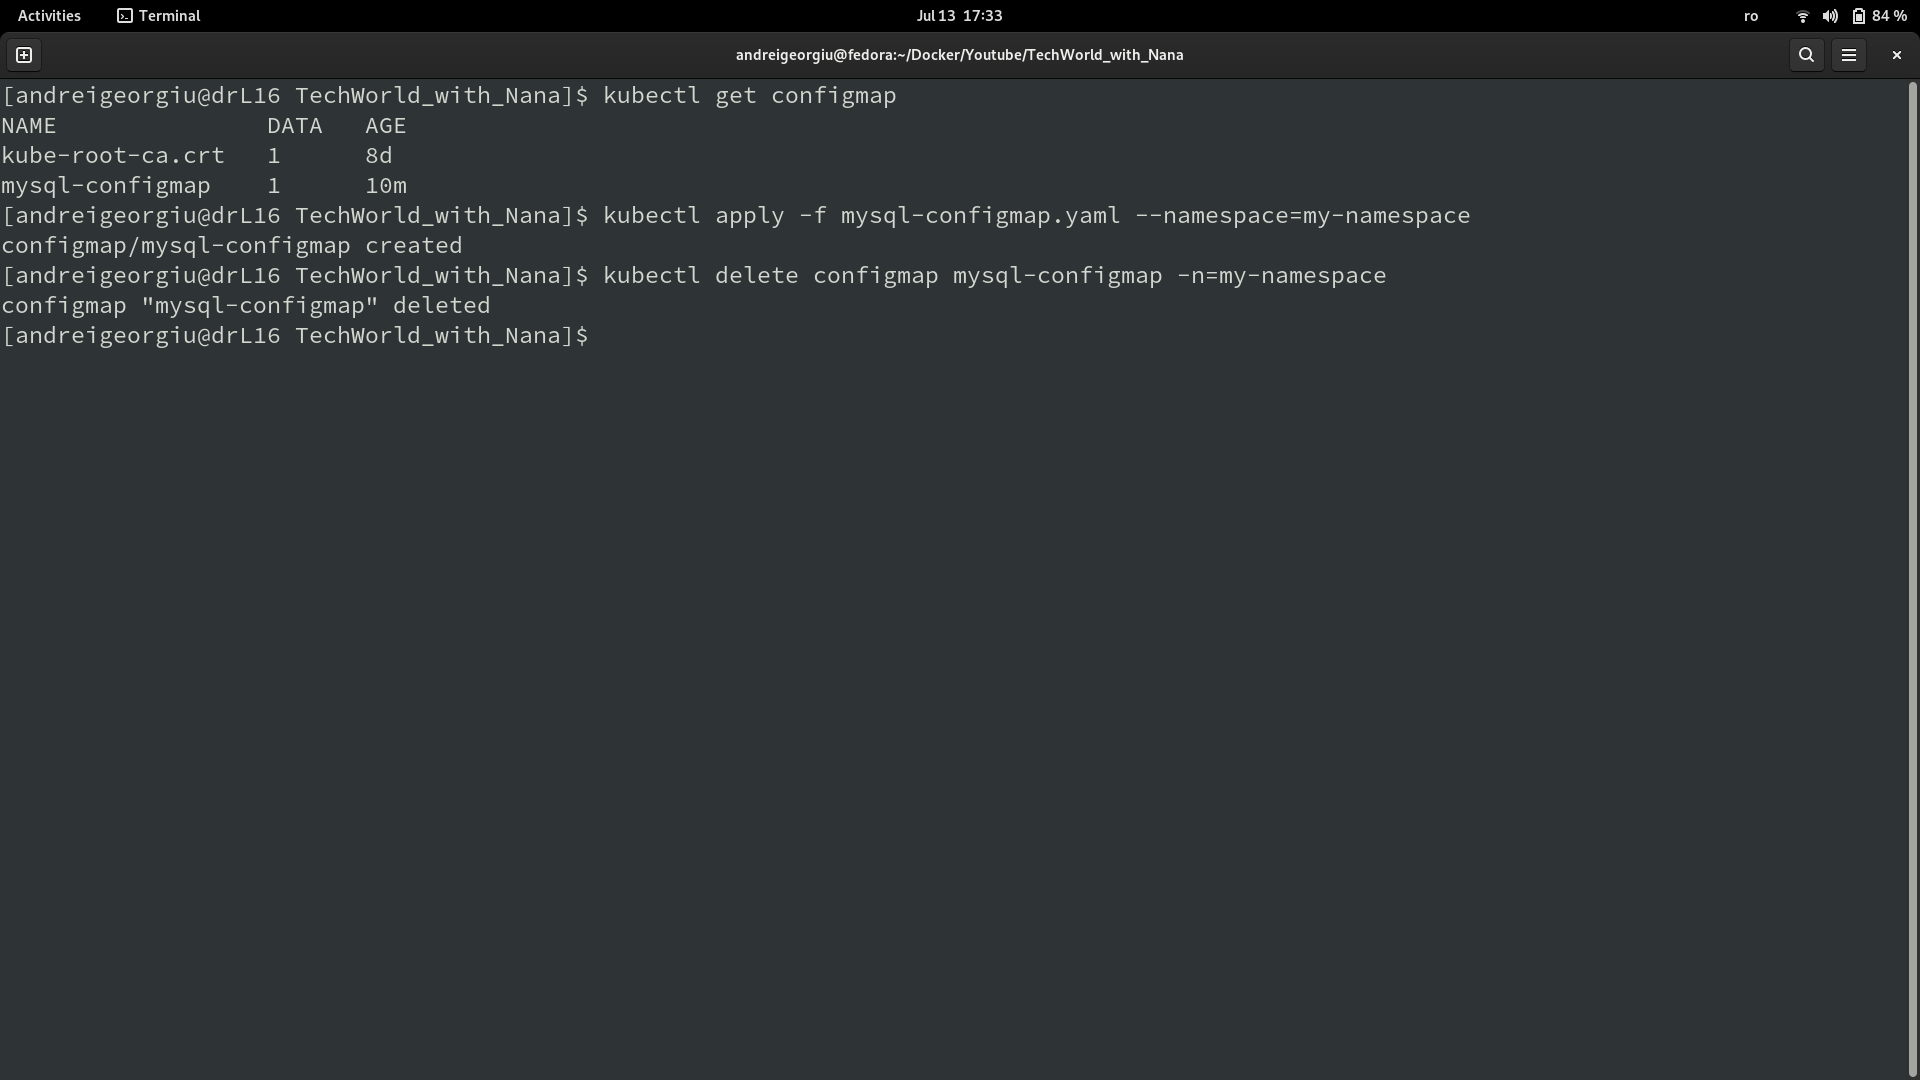 Activities Terminal Jul 13 17:33 ro 84 %
andreigeorgiu@fedora:~/Docker/Youtube/TechWorld_with_Nana
[andreigeorgiu@drL16 TechWorld_with_Nana]$ kubectl get configmap
NAME               DATA   AGE
kube-root-ca.crt   1      8d
mysql-configmap    1      10m
[andreigeorgiu@drL16 TechWorld_with_Nana]$ kubectl apply -f mysql-configmap.yaml --namespace=my-namespace
configmap/mysql-configmap created
[andreigeorgiu@drL16 TechWorld_with_Nana]$ kubectl delete configmap mysql-configmap -n=my-namespace
configmap "mysql-configmap" deleted
[andreigeorgiu@drL16 TechWorld_with_Nana]$